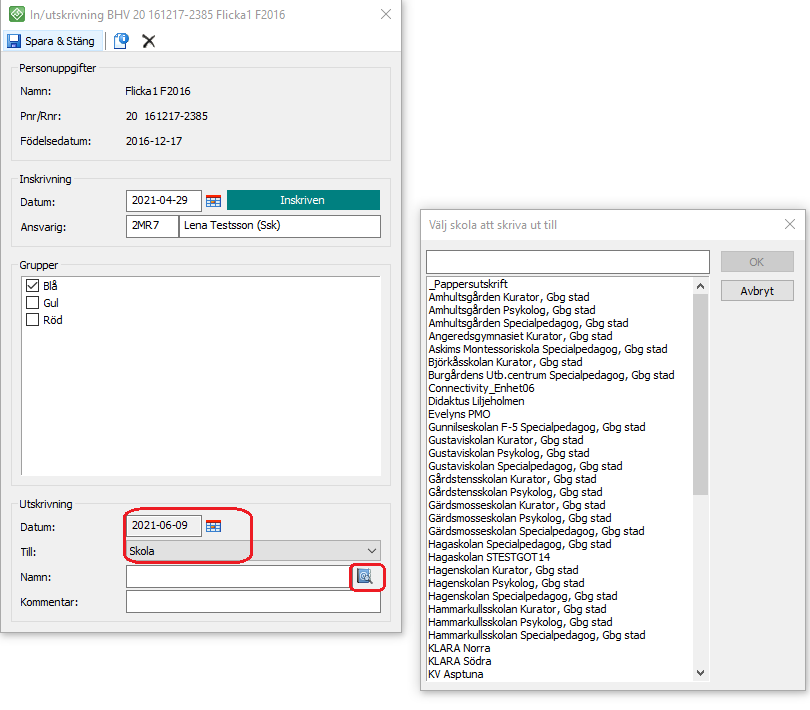 In/utskrivning BHV 20 161217-2385 Flicka1 F2016
Spara & Stäng
Personuppgifter
Namn: Flicka1 F2016
Pnr/Rnr: 20 161217-2385
Födelsedatum: 2016-12-17
Inskrivning
Datum: 2021-04-29 Inskriven
Ansvarig: 2MR7 Lena Testsson (Ssk)
Grupper
Blå
Gul
Röd
Utskrivning
Datum: 2021-06-09
Till: Skola
Namn:
Kommentar:
Välj skola att skriva ut till
OK
Avbryt
_Pappersutskrift
Amhultsgården Kurator, Gbg stad
Amhultsgården Psykolog, Gbg stad
Amhultsgården Specialpedagog, Gbg stad
Angeredsgymnasiet Kurator, Gbg stad
Askims Montessoriskola Specialpedagog, Gbg stad
Björkåsskolan Kurator, Gbg stad
Burgårdens Utb.centrum Specialpedagog, Gbg stad
Connectivity_Enhet06
Didaktus Liljeholmen
Evelyns PMO
Gunnilseskolan F-5 Specialpedagog, Gbg stad
Gustaviskolan Kurator, Gbg stad
Gustaviskolan Psykolog, Gbg stad
Gustaviskolan Specialpedagog, Gbg stad
Gårdstensskolan Kurator, Gbg stad
Gårdstensskolan Psykolog, Gbg stad
Gärdsmosseskolan Kurator, Gbg stad
Gärdsmosseskolan Psykolog, Gbg stad
Gärdsmosseskolan Specialpedagog, Gbg stad
Hagaskolan Specialpedagog, Gbg stad
Hagaskolan STESTGOT14
Hagenskolan Kurator, Gbg stad
Hagenskolan Psykolog, Gbg stad
Hagenskolan Specialpedagog, Gbg stad
Hammarkullsskolan Kurator, Gbg stad
Hammarkullsskolan Psykolog, Gbg stad
Hammarkullsskolan Specialpedagog, Gbg stad
KLARA Norra
KLARA Södra
KV Asptuna